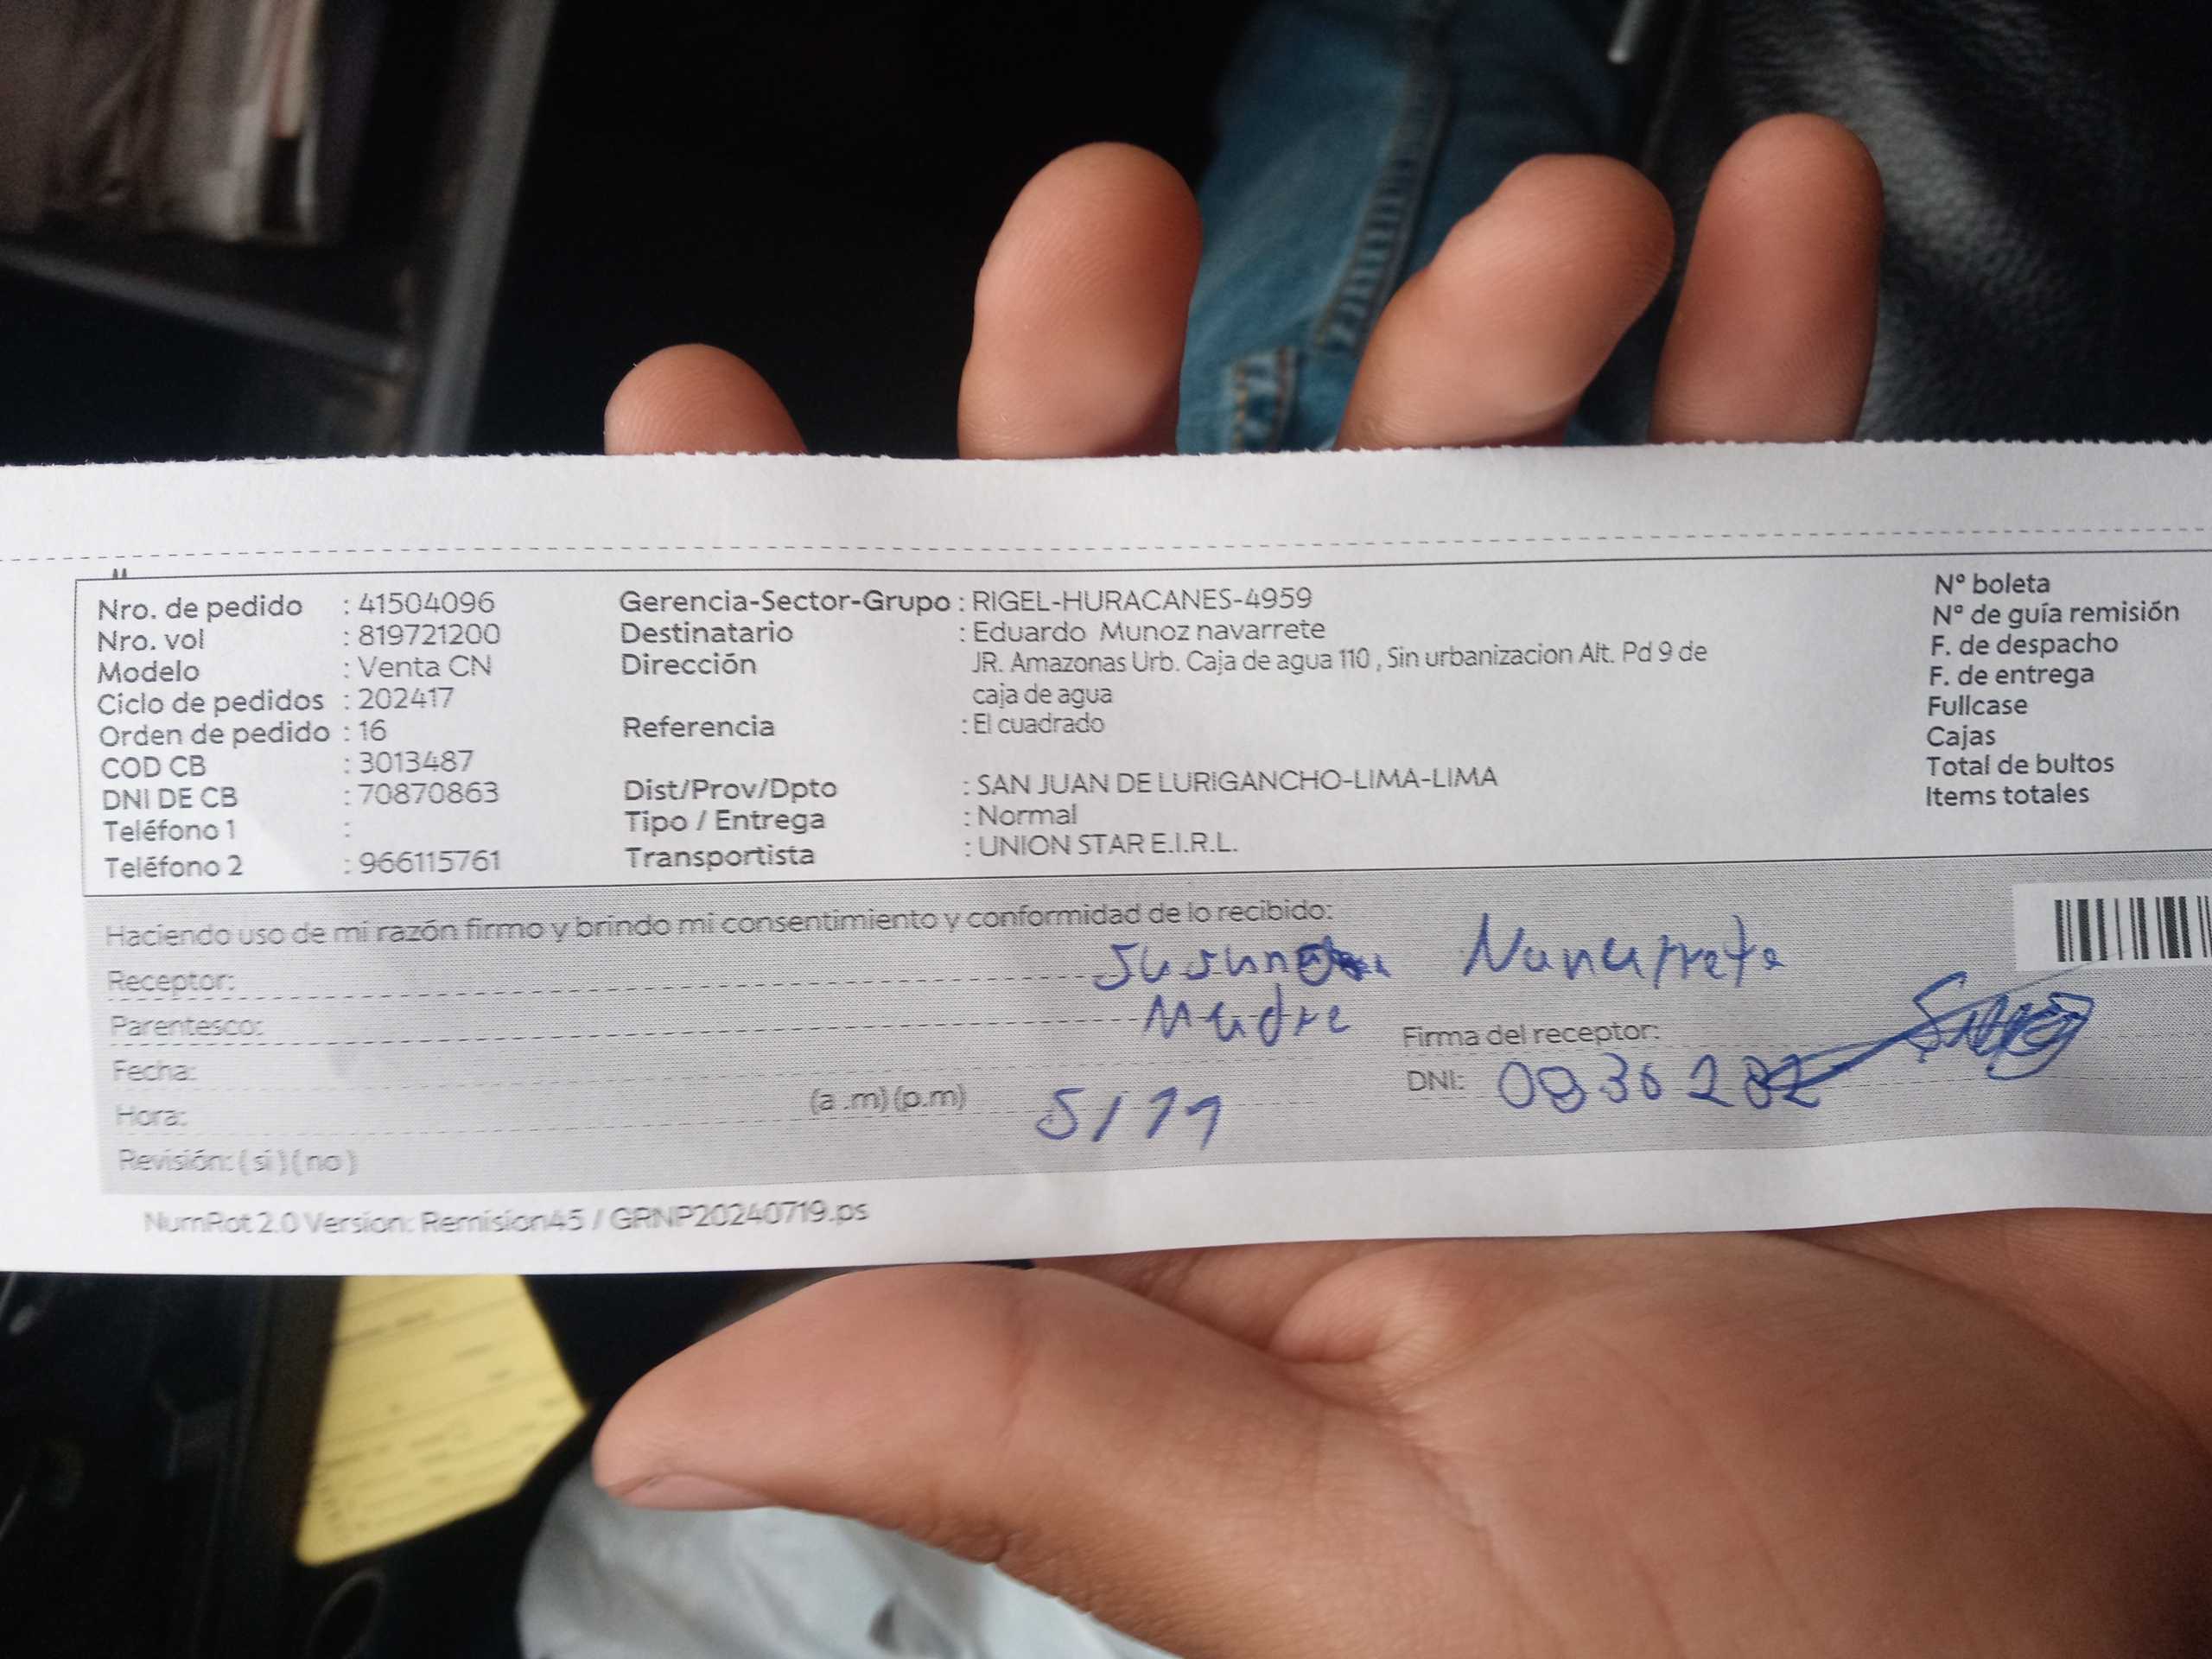 Nro. de pedido : 41504096 Gerencia-Sector-Grupo : RIGEL-HURACANES-4959 Nº boleta
Nro. vol : 819721200 Destinatario : Eduardo Munoz navarrete Nº de guía remisión
Modelo : Venta CN Dirección JR. Amazonas Urb. Caja de agua 110 , Sin urbanizacion Alt. Pd 9 de F. de despacho
Ciclo de pedidos : 202417 caja de agua F. de entrega
Orden de pedido : 16 Referencia : El cuadrado Fullcase
COD CB : 3013487 Cajas
DNI DE CB : 70870863 Dist/Prov/Dpto : SAN JUAN DE LURIGANCHO-LIMA-LIMA Total de bultos
Teléfono 1 : Tipo / Entrega : Normal Items totales
Teléfono 2 : 966115761 Transportista : UNION STAR E.I.R.L.
Haciendo uso de mi razón firmo y brindo mi consentimiento y conformidad de lo recibido:
Receptor:
Parentesco: Madre Firma del receptor:
Fecha: DNI:
Hora: (a .m) (p.m) 5/11
Revisión: ( si ) ( no )
NumRot 2.0 Version: Remision45 / GRNP20240719.ps